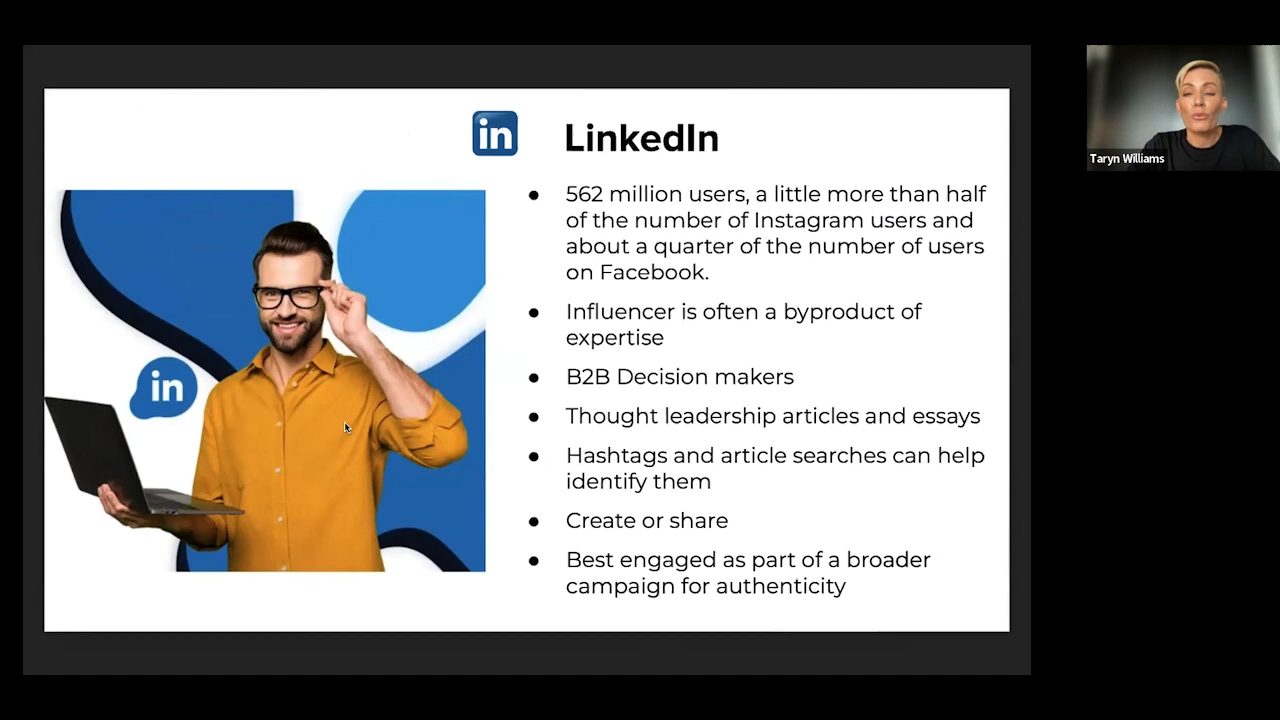 in LinkedIn
● 562 million users, a little more than half
of the number of Instagram users and
about a quarter of the number of users
on Facebook.
● Influencer is often a byproduct of
expertise
● B2B Decision makers
● Thought leadership articles and essays
● Hashtags and article searches can help
identify them
● Create or share
● Best engaged as part of a broader
campaign for authenticity
in
Taryn Williams